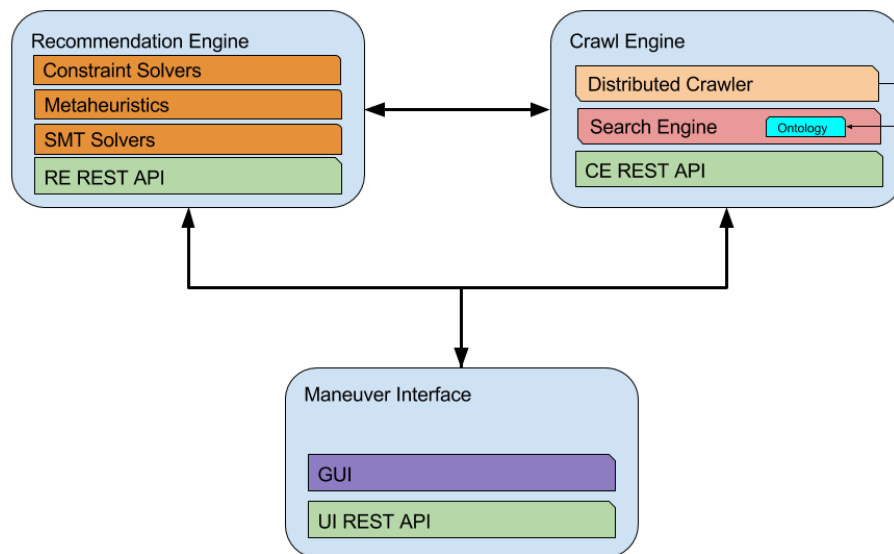 Recommendation Engine
Constraint Solvers
Metaheuristics
SMT Solvers
RE REST API
Crawl Engine
Distributed Crawler
Search Engine
Ontology
CE REST API
Maneuver Interface
GUI
UI REST API